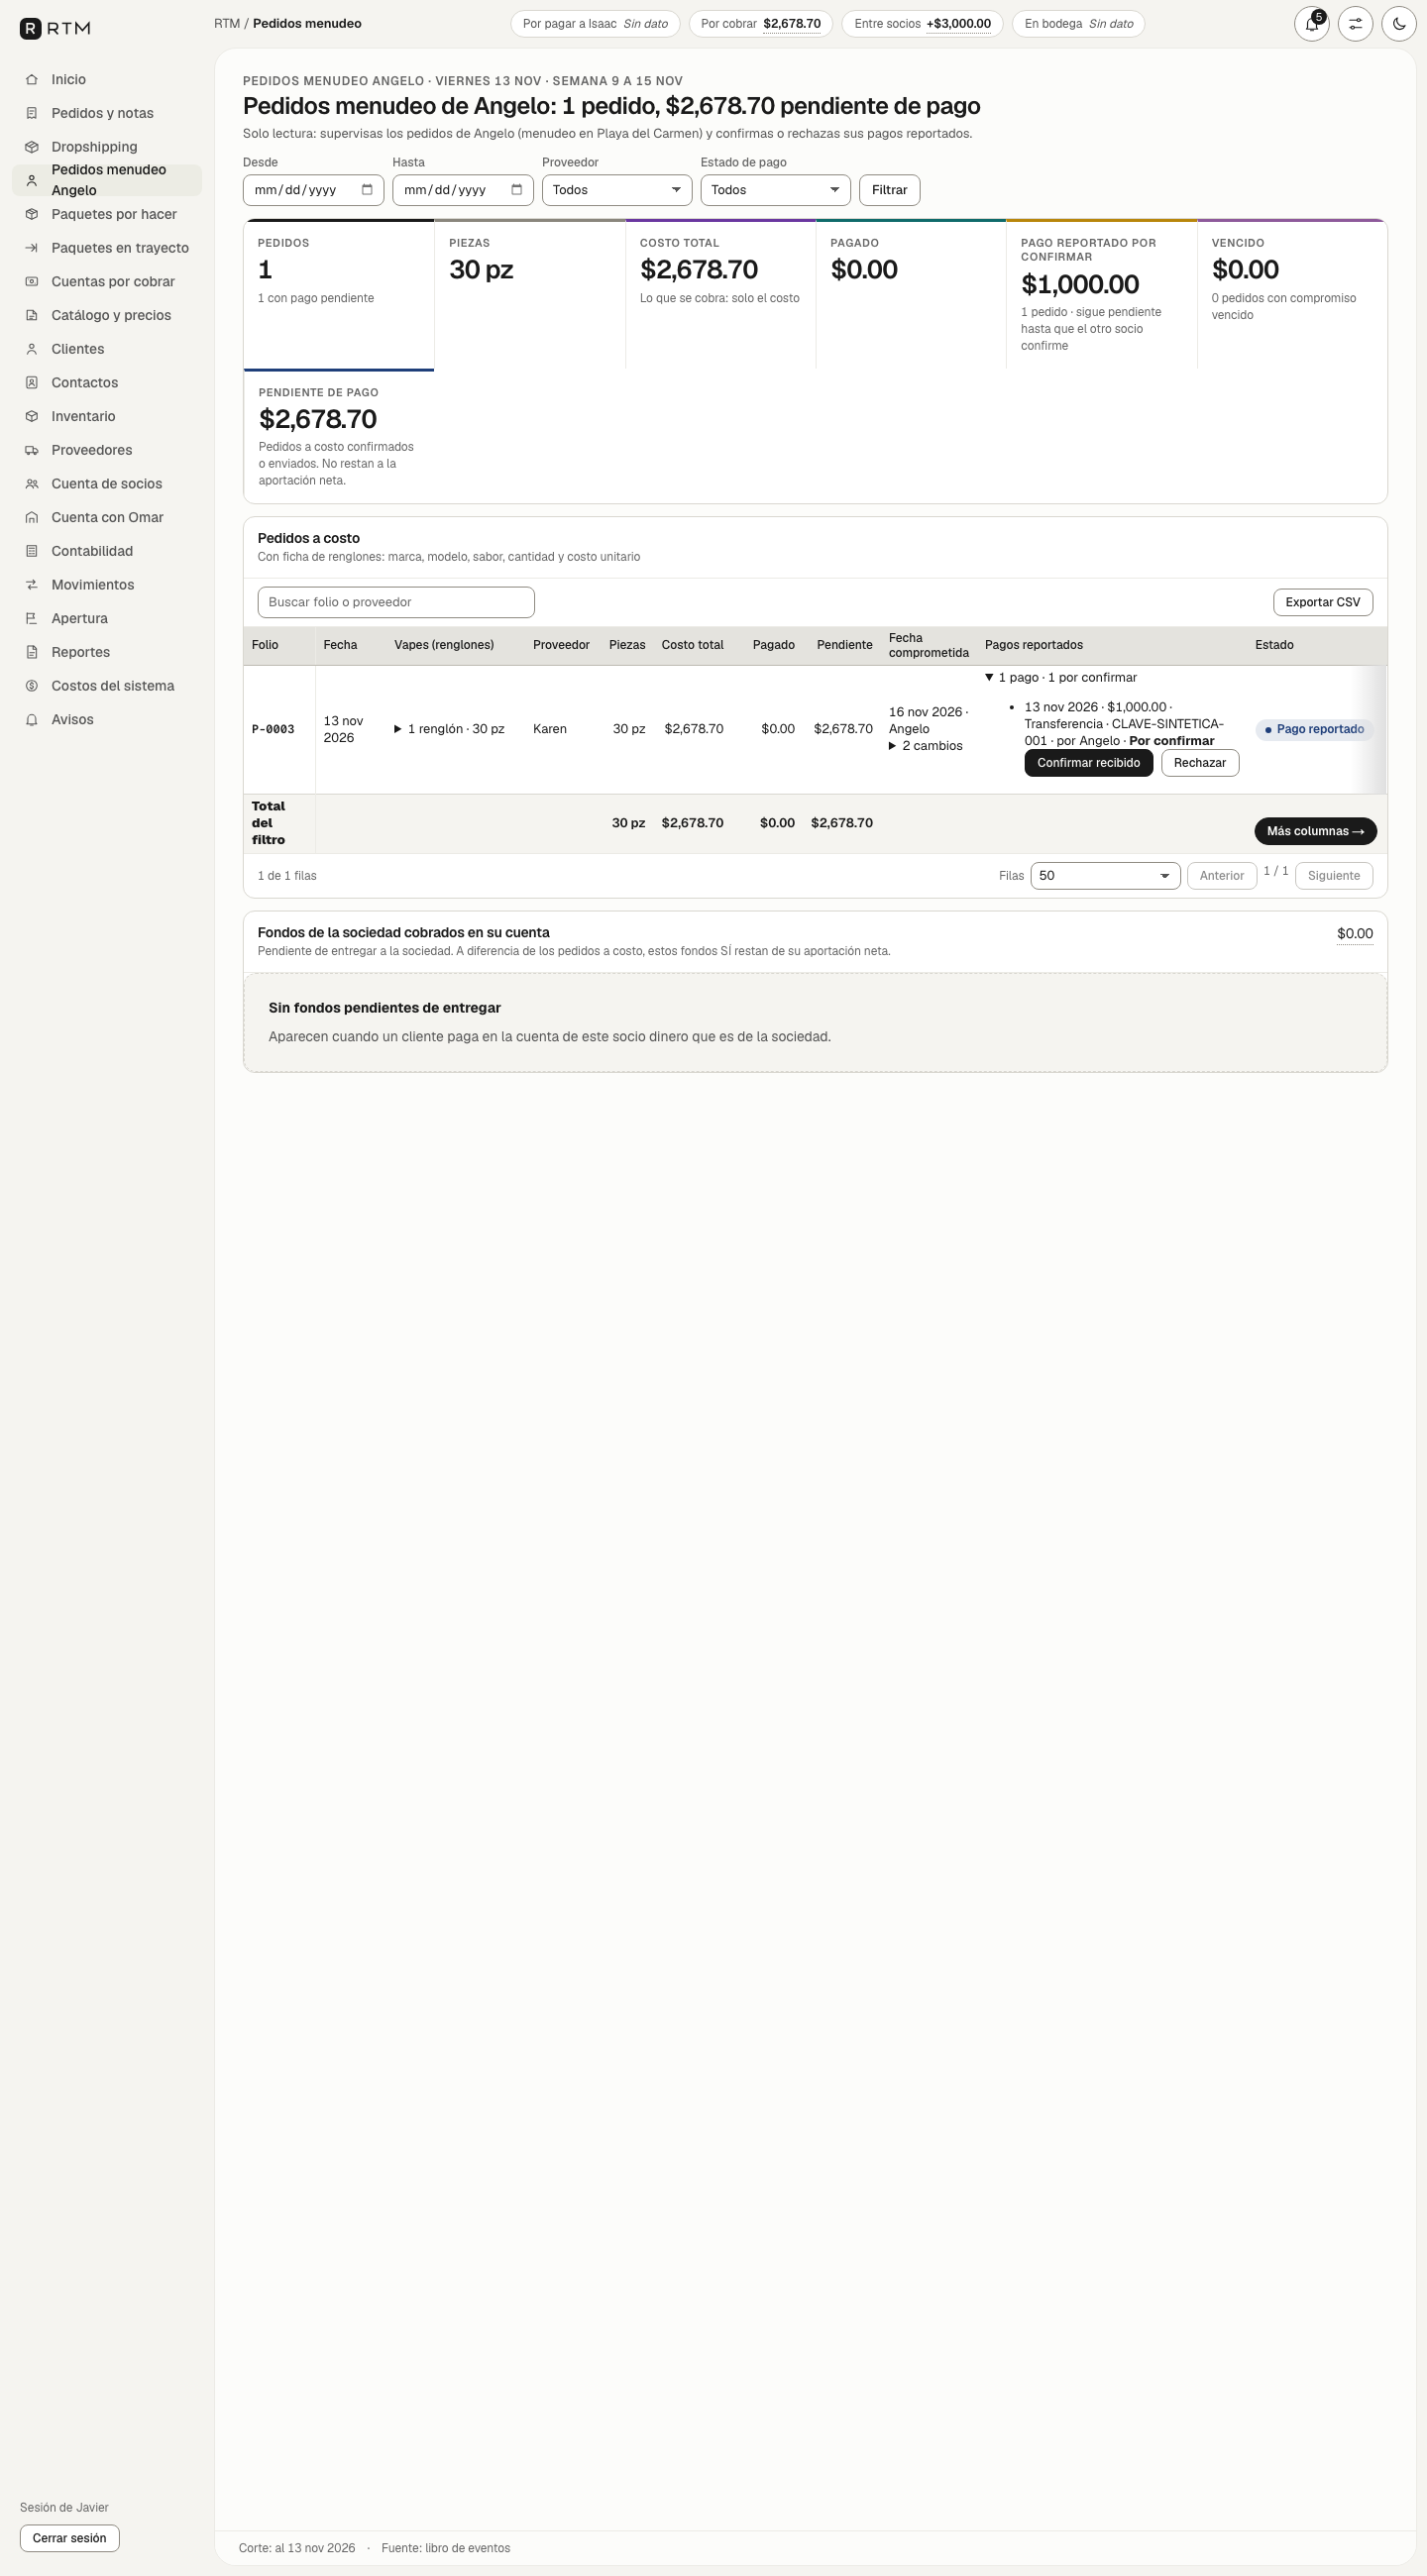 R RTM
RTM / Pedidos menudeo
Por pagar a Isaac Sin dato
Por cobrar $2,678.70
Entre socios +$3,000.00
En bodega Sin dato
5
Inicio
Pedidos y notas
Dropshipping
Pedidos menudeo
Angelo
Paquetes por hacer
Paquetes en trayecto
Cuentas por cobrar
Catálogo y precios
Clientes
Contactos
Inventario
Proveedores
Cuenta de socios
Cuenta con Omar
Contabilidad
Movimientos
Apertura
Reportes
Costos del sistema
Avisos
Sesión de Javier
Cerrar sesión
PEDIDOS MENUDEO ANGELO · VIERNES 13 NOV · SEMANA 9 A 15 NOV
Pedidos menudeo de Angelo: 1 pedido, $2,678.70 pendiente de pago
Solo lectura: supervisas los pedidos de Angelo (menudeo en Playa del Carmen) y confirmas o rechazas sus pagos reportados.
Desde
Hasta
Proveedor
Estado de pago
mm/dd/yyyy
mm/dd/yyyy
Todos
Todos
Filtrar
PEDIDOS
1
1 con pago pendiente
PIEZAS
30 pz
COSTO TOTAL
$2,678.70
Lo que se cobra: solo el costo
PAGADO
$0.00
PAGO REPORTADO POR
CONFIRMAR
$1,000.00
1 pedido · sigue pendiente
hasta que el otro socio
confirme
VENCIDO
$0.00
0 pedidos con compromiso
vencido
PENDIENTE DE PAGO
$2,678.70
Pedidos a costo confirmados
o enviados. No restan a la
aportación neta.
Pedidos a costo
Con ficha de renglones: marca, modelo, sabor, cantidad y costo unitario
Buscar folio o proveedor
Exportar CSV
Folio
Fecha
Vapes (renglones)
Proveedor
Piezas
Costo total
Pagado
Pendiente
Fecha
comprometida
Pagos reportados
Estado
P-0003
13 nov
2026
▶ 1 renglón · 30 pz
Karen
30 pz
$2,678.70
$0.00
$2,678.70
16 nov 2026 ·
Angelo
▶ 2 cambios
▼ 1 pago · 1 por confirmar
• 13 nov 2026 · $1,000.00 ·
Transferencia · CLAVE-SINTETICA-
001 · por Angelo · Por confirmar
Confirmar recibido
Rechazar
Pago reportado
Total
del
filtro
30 pz
$2,678.70
$0.00
$2,678.70
Más columnas →
1 de 1 filas
Filas
50
Anterior
1 / 1
Siguiente
Fondos de la sociedad cobrados en su cuenta
$0.00
Pendiente de entregar a la sociedad. A diferencia de los pedidos a costo, estos fondos SÍ restan de su aportación neta.
Sin fondos pendientes de entregar
Aparecen cuando un cliente paga en la cuenta de este socio dinero que es de la sociedad.
Corte: al 13 nov 2026 · Fuente: libro de eventos